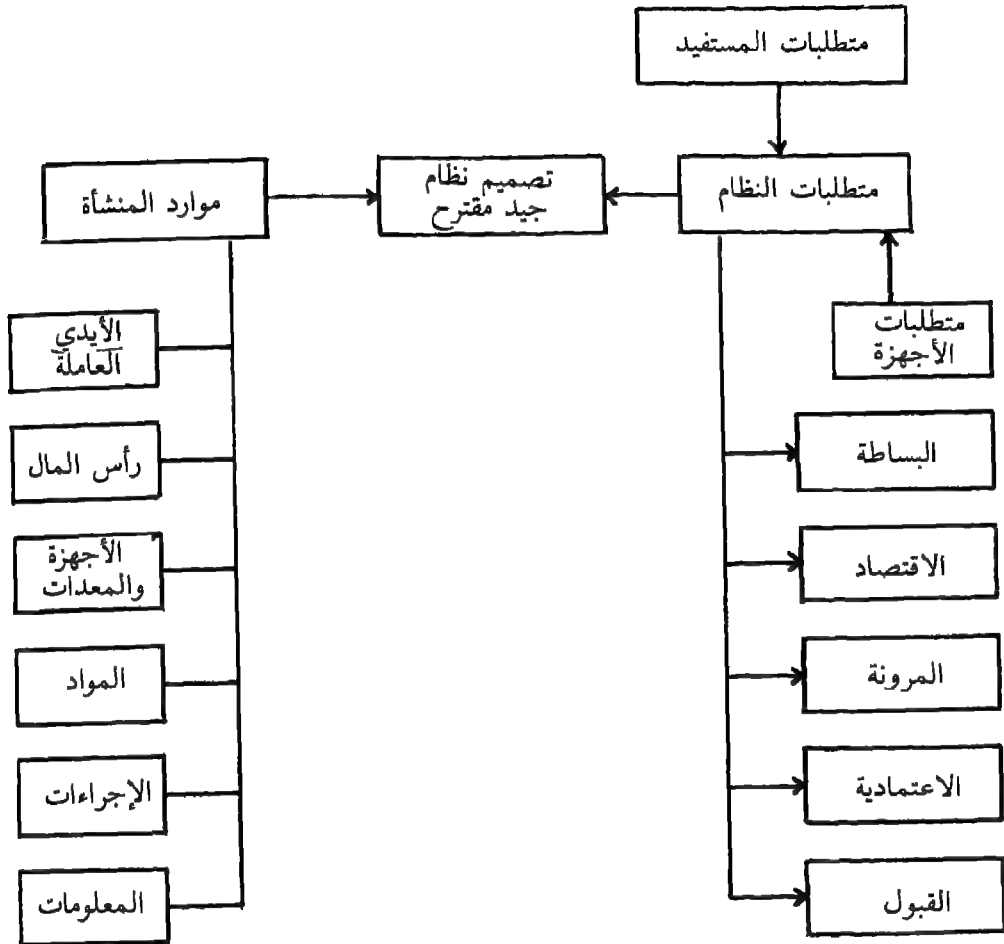 متطلبات المستفيد
متطلبات النظام
تصميم نظام
جيد مقترح
موارد المنشأة
متطلبات
الأجهزة
البساطة
الاقتصاد
المرونة
الاعتمادية
القبول
الأيدي
العاملة
رأس المال
الأجهزة
والمعدات
المواد
الإجراءات
المعلومات